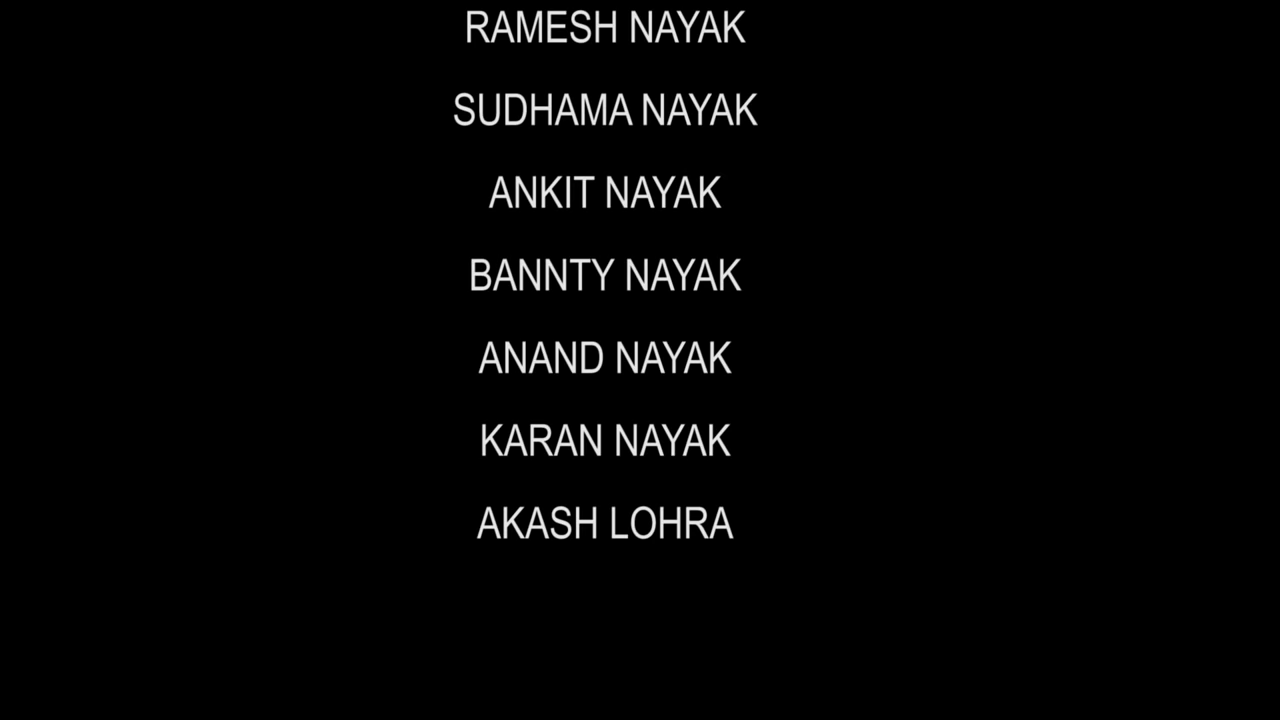 RAMESH NAYAK
SUDHAMA NAYAK
ANKIT NAYAK
BANNTY NAYAK
ANAND NAYAK
KARAN NAYAK
AKASH LOHRA